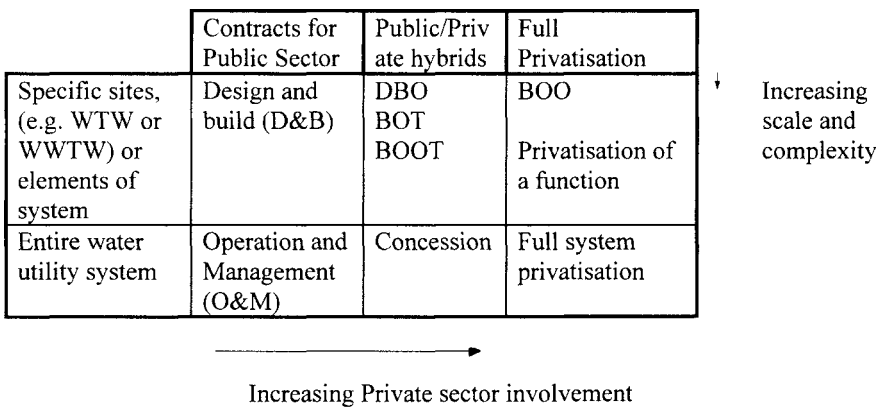 Contracts for Public Sector
Public/Priv ate hybrids
Full Privatisation
Specific sites, (e.g. WTW or WWTW) or elements of system
Design and build (D&B)
DBO
BOT
BOOT
BOO
Privatisation of a function
Increasing scale and complexity
Entire water utility system
Operation and Management (O&M)
Concession
Full system privatisation
Increasing Private sector involvement